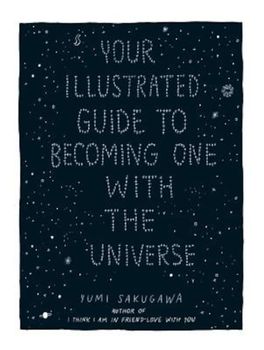 YOUR
ILLUSTRATED
GUIDE TO
BECOMING ONE
WITH
THE
UNIVERSE
YUMI SAKUGAWA
AUTHOR OF
I THINK I AM IN FRIEND-LOVE WITH YOU